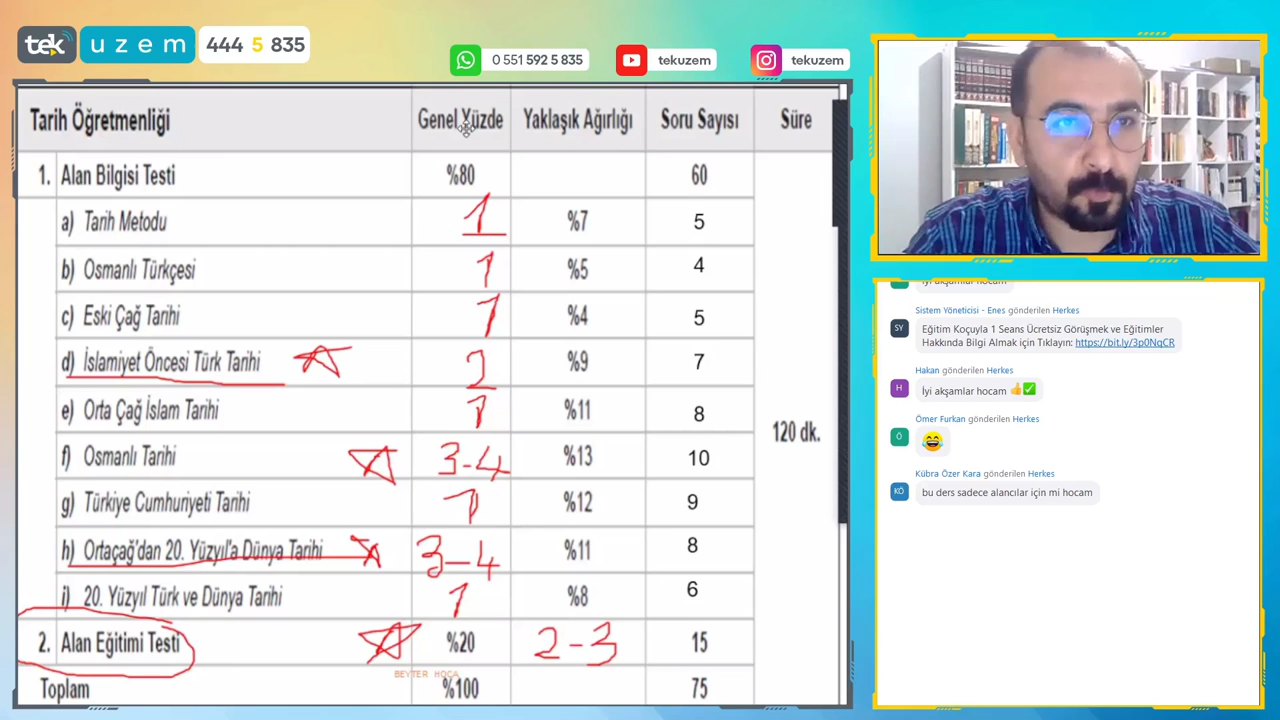 tek uzem 444 5 835
0 551 592 5 835 tekuzem tekuzem
Tarih Öğretmenliği Genel Yüzde Yaklaşık Ağırlığı Soru Sayısı Süre
1. Alan Bilgisi Testi %80 60
a) Tarih Metodu 1 %7 5
b) Osmanlı Türkçesi 1 %5 4
c) Eski Çağ Tarihi 1 %4 5
d) İslamiyet Öncesi Türk Tarihi 2 %9 7
e) Orta Çağ İslam Tarihi 1 %11 8
120 dk.
f) Osmanlı Tarihi 3-4 %13 10
g) Türkiye Cumhuriyeti Tarihi 1 %12 9
h) Ortaçağ'dan 20. Yüzyıl'a Dünya Tarihi 3-4 %11 8
i) 20. Yüzyıl Türk ve Dünya Tarihi 1 %8 6
2. Alan Eğitimi Testi %20 2-3 15
BEYTER HOCA
Toplam %100 75
iyi akşamlar hocam
Sistem Yöneticisi - Enes gönderilen Herkes
SY Eğitim Koçuyla 1 Seans Ücretsiz Görüşmek ve Eğitimler
Hakkında Bilgi Almak için Tıklayın: https://bit.ly/3p0NqCR
Hakan gönderilen Herkes
H İyi akşamlar hocam 👍✅
Ömer Furkan gönderilen Herkes
Ö 😂
Kübra Özer Kara gönderilen Herkes
KÖ bu ders sadece alancılar için mi hocam